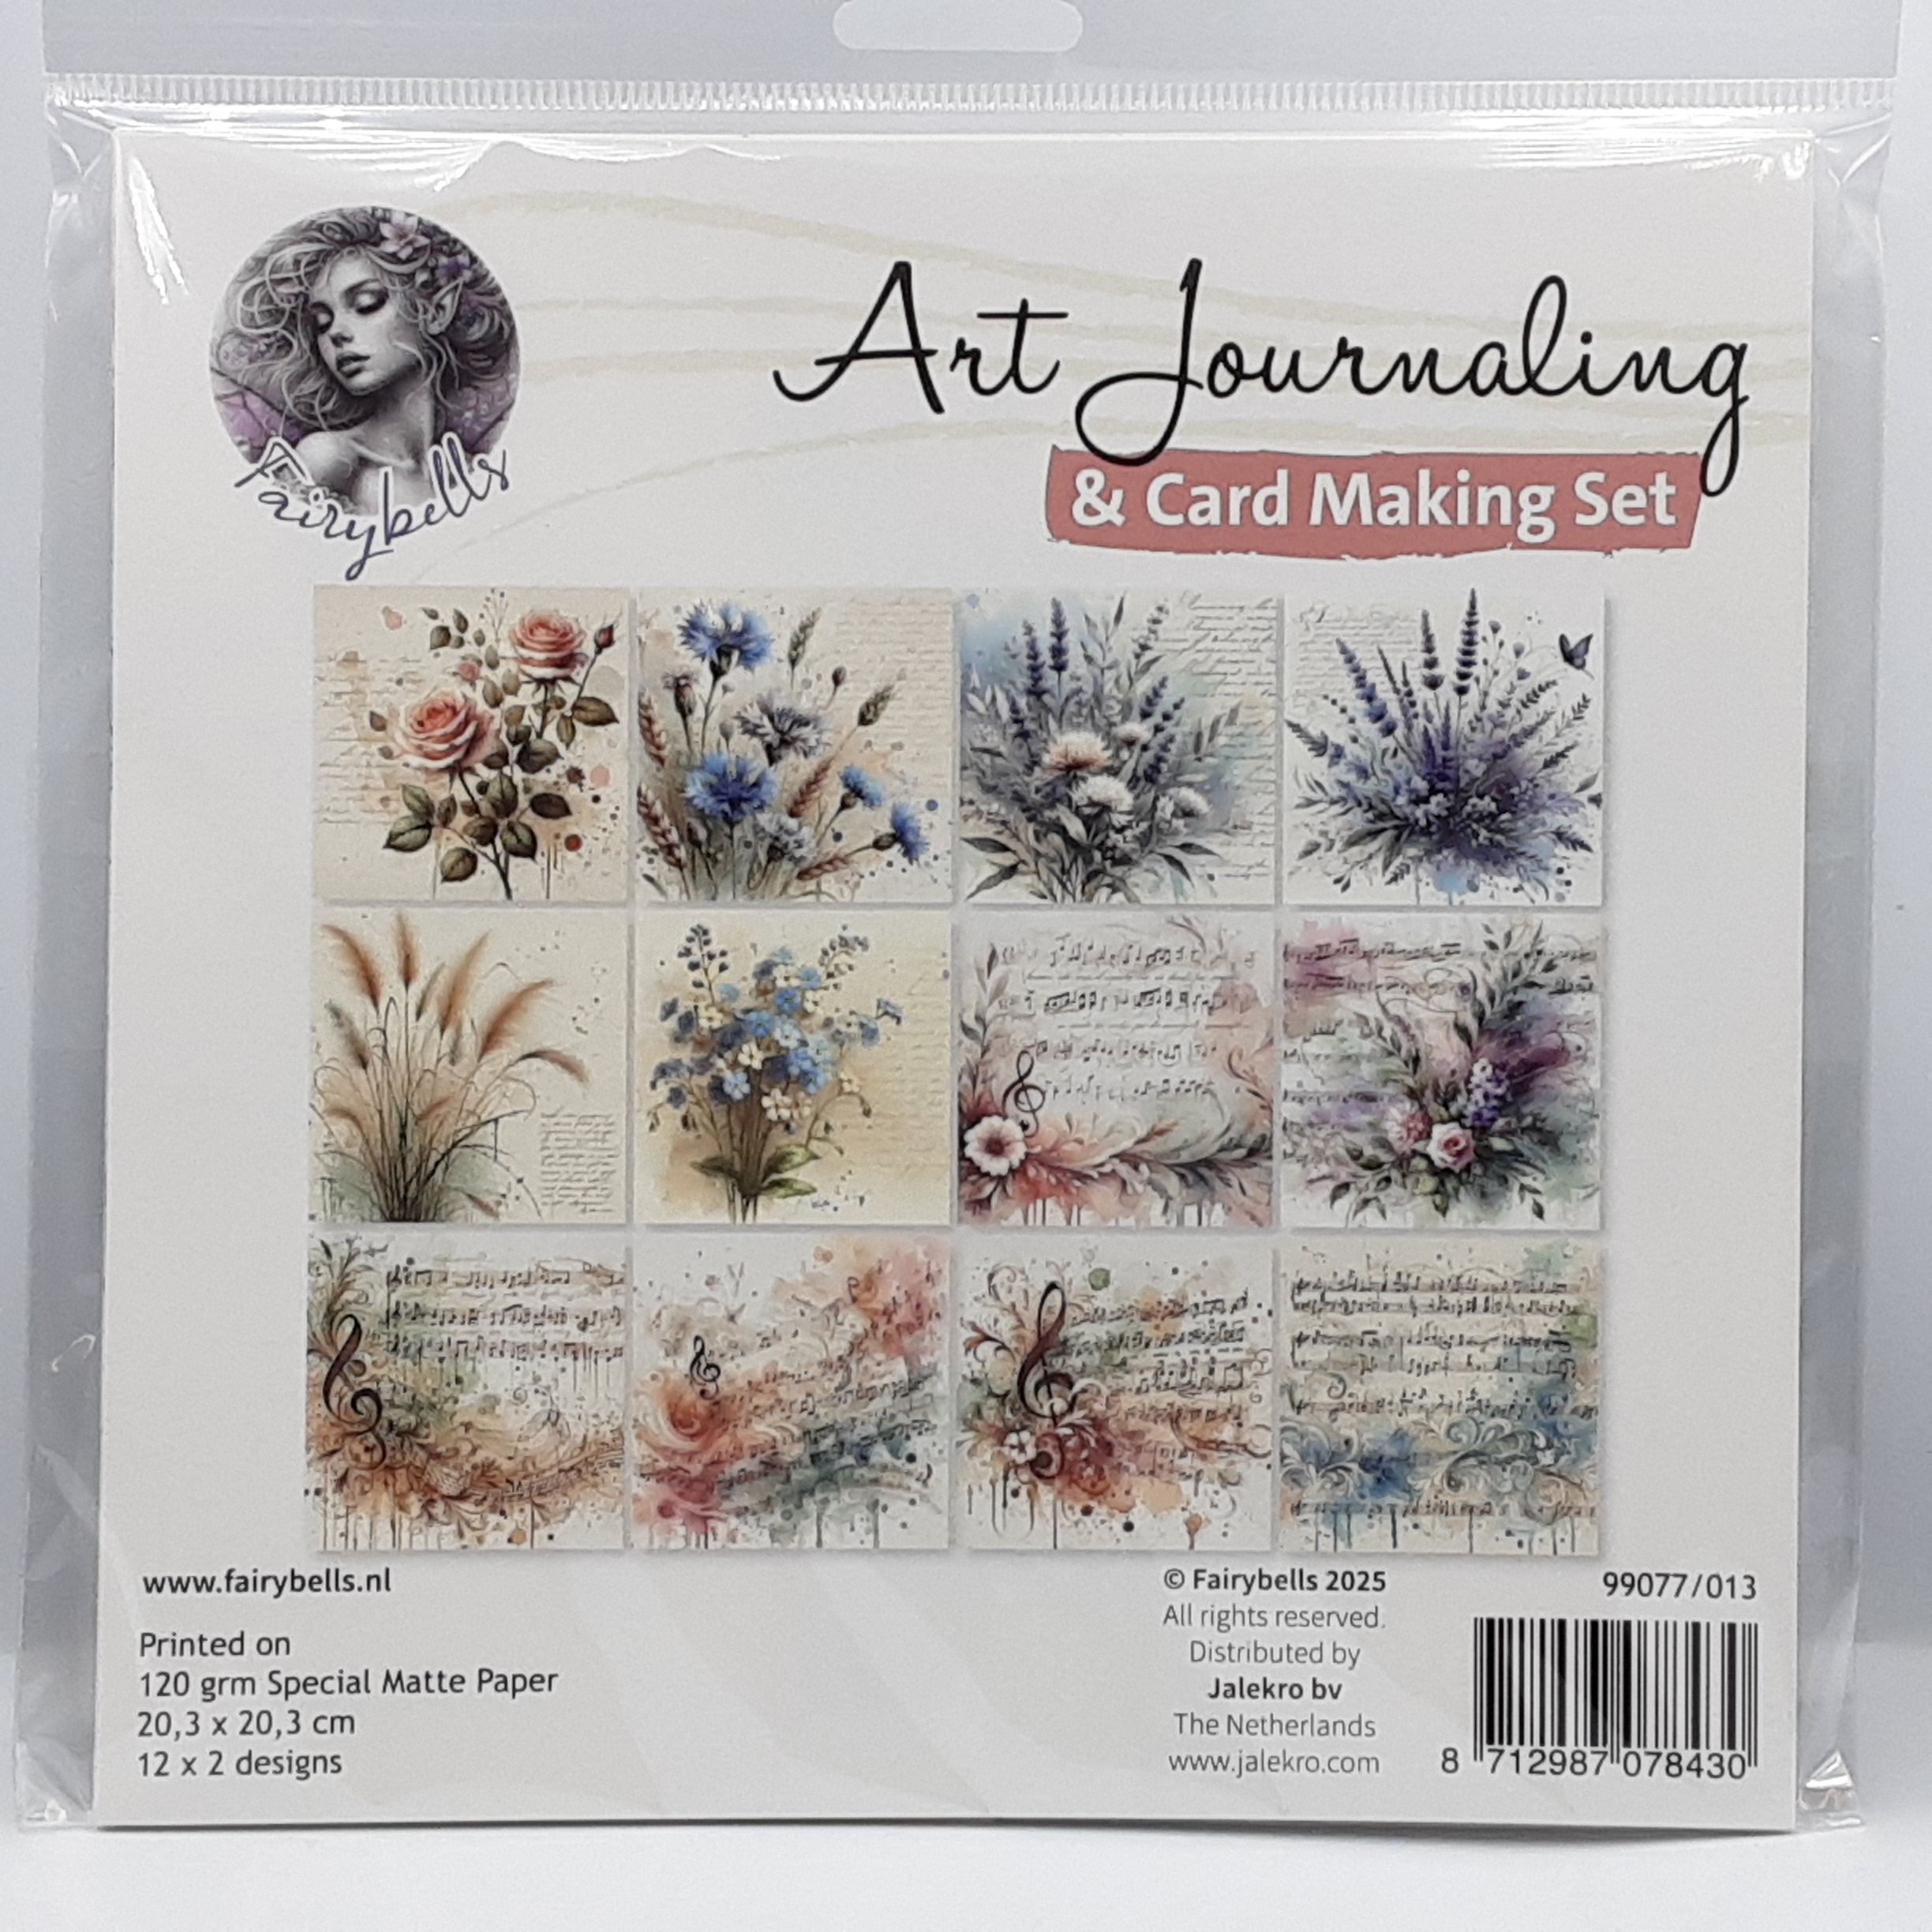 Fairybells
Art Journaling
& Card Making Set
www.fairybells.nl
Printed on
120 grm Special Matte Paper
20,3 x 20,3 cm
12 x 2 designs
© Fairybells 2025
All rights reserved.
Distributed by
Jalekro bv
The Netherlands
www.jalekro.com
99077/013
8 712987 078430